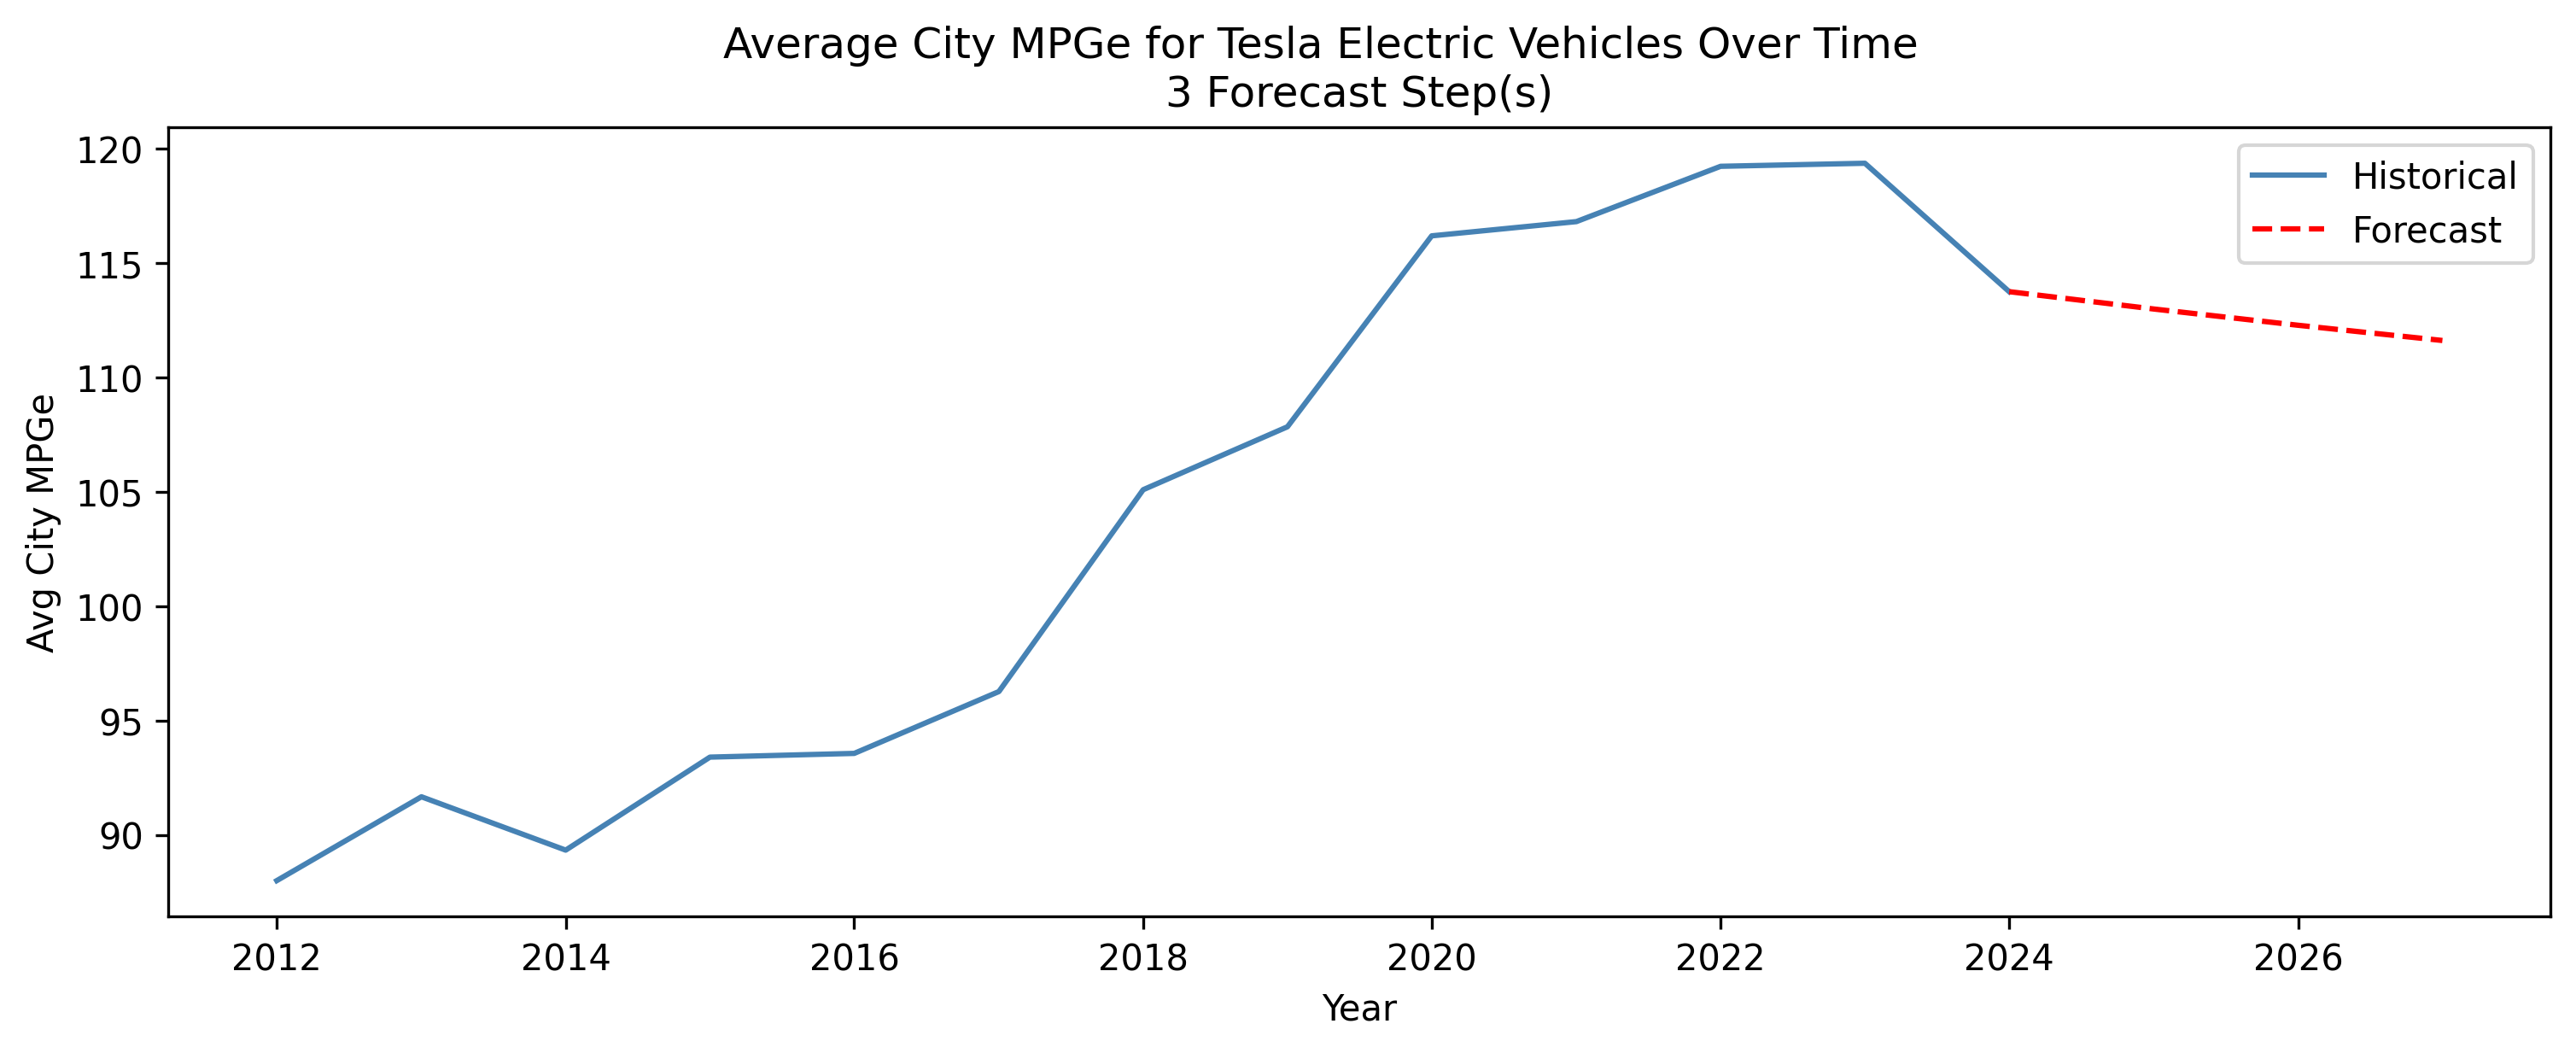 Average City MPGe for Tesla Electric Vehicles Over Time
3 Forecast Step(s)
120
115
110
105
100
95
90
Avg City MPGe
Historical
Forecast
2012
2014
2016
2018
2020
2022
2024
2026
Year